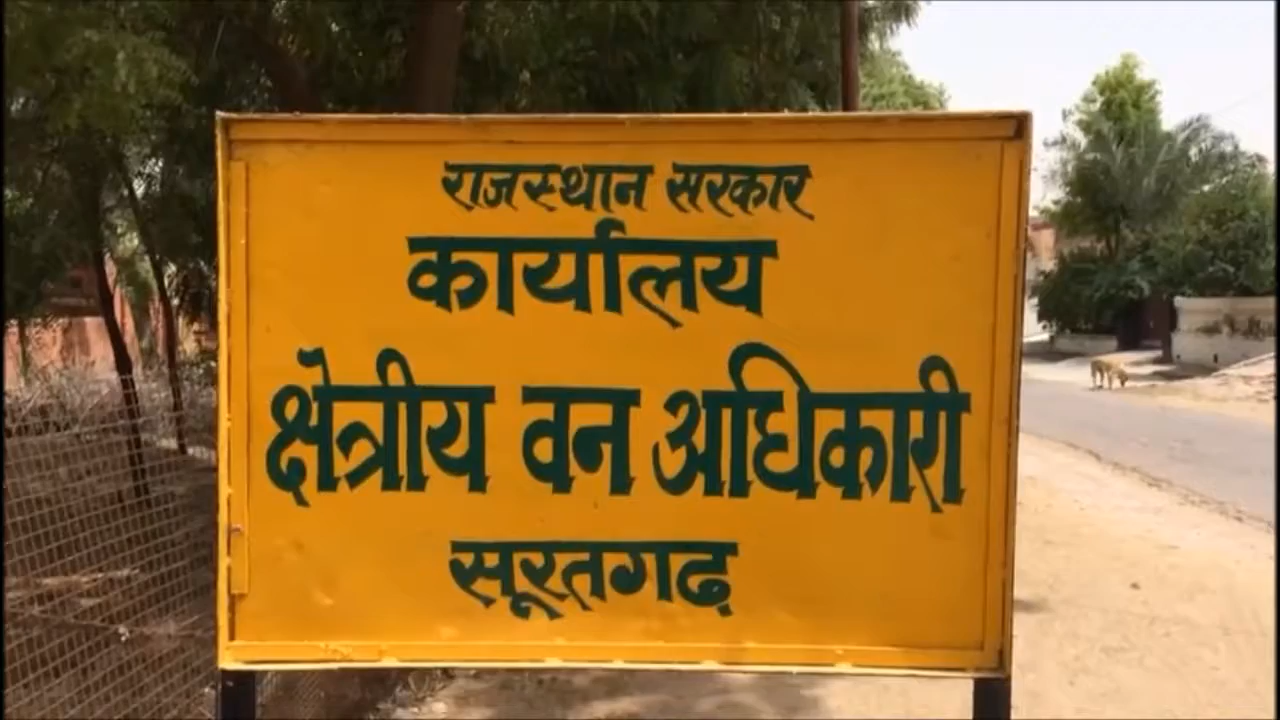 राजस्थान सरकार
कार्यालय
क्षेत्रीय वन अधिकारी
सूरतगढ़